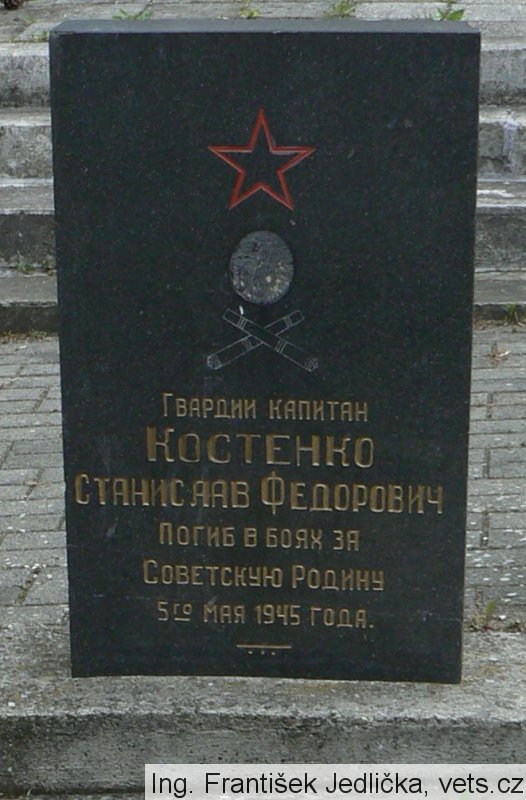 Гвардии капитан
Костенко
Станислав Федорович
Погиб в боях за
Советскую Родину
5го мая 1945 года.
Ing. František Jedlička, vets.cz